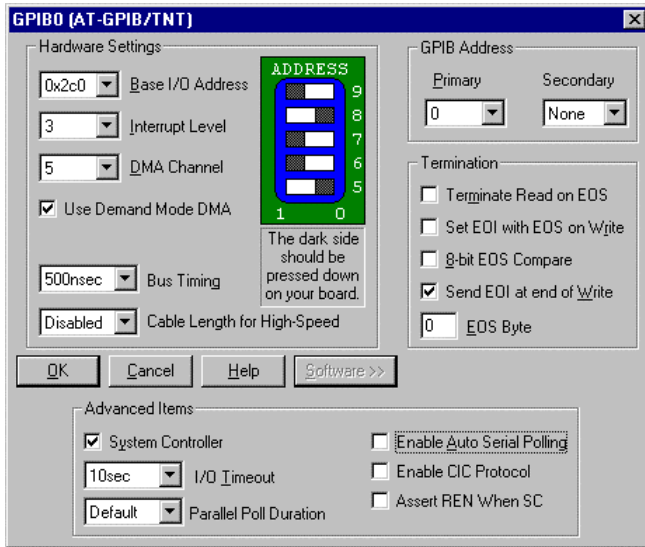 GPIB0 (AT-GPIB/TNT)
Hardware Settings
0x2c0 Base I/O Address
3 Interrupt Level
5 DMA Channel
Use Demand Mode DMA
500nsec Bus Timing
Disabled Cable Length for High-Speed
ADDRESS
9
8
7
6
5
1 0
The dark side
should be
pressed down
on your board.
GPIB Address
Primary Secondary
0 None
Termination
Terminate Read on EOS
Set EOI with EOS on Write
8-bit EOS Compare
Send EOI at end of Write
0 EOS Byte
OK Cancel Help Software >>
Advanced Items
System Controller
10sec I/O Timeout
Default Parallel Poll Duration
Enable Auto Serial Polling
Enable CIC Protocol
Assert REN When SC